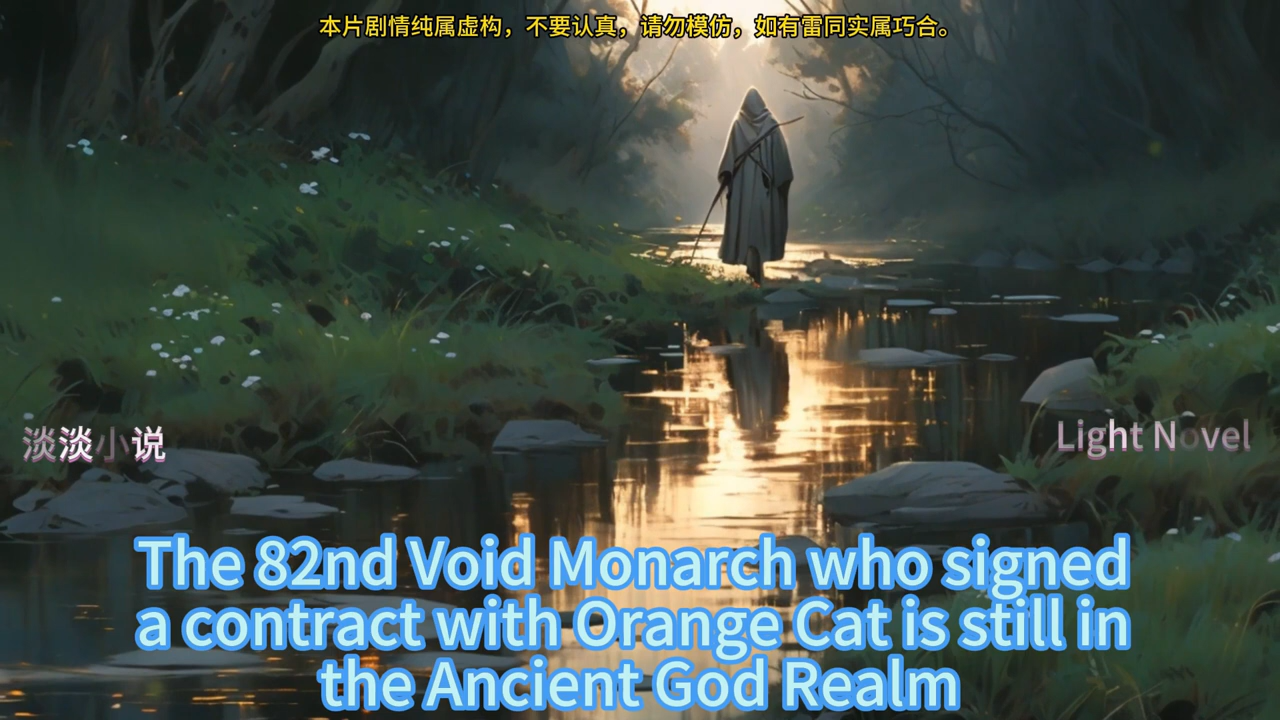 本片剧情纯属虚构，不要认真，请勿模仿，如有雷同实属巧合。
淡淡小说
Light Novel
The 82nd Void Monarch who signed
a contract with Orange Cat is still in
the Ancient God Realm